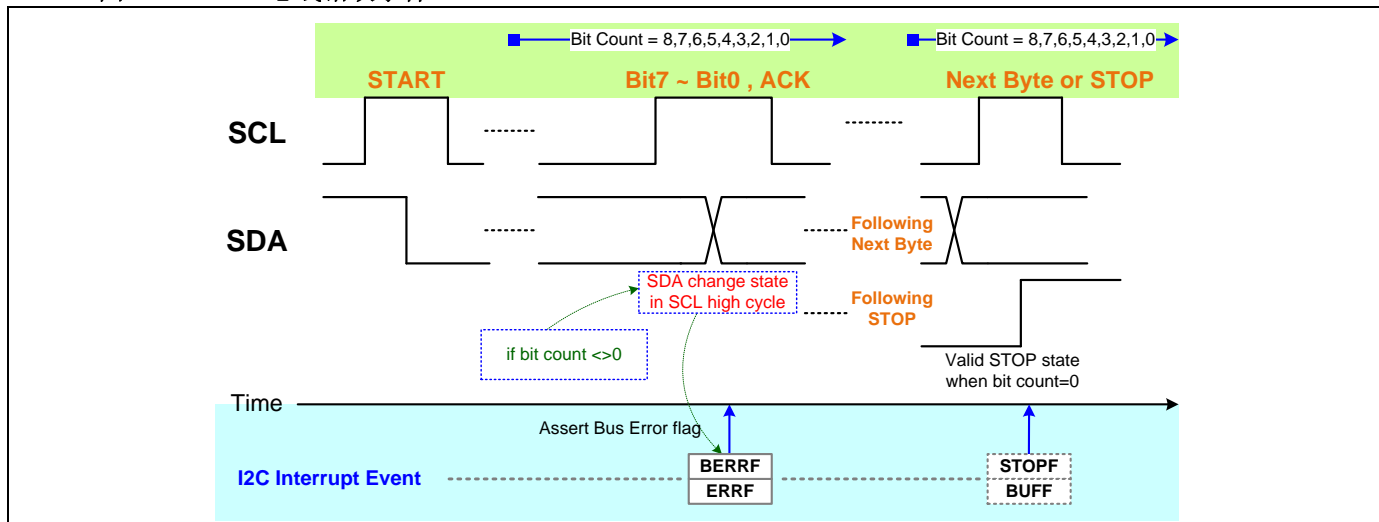 Bit Count = 8,7,6,5,4,3,2,1,0
Bit Count = 8,7,6,5,4,3,2,1,0
START
Bit7 ~ Bit0 , ACK
Next Byte or STOP
SCL
SDA
Following
Next Byte
SDA change state
in SCL high cycle
Following
STOP
if bit count <>0
Valid STOP state
when bit count=0
Time
Assert Bus Error flag
I2C Interrupt Event
BERRF
ERRF
STOPF
BUFF